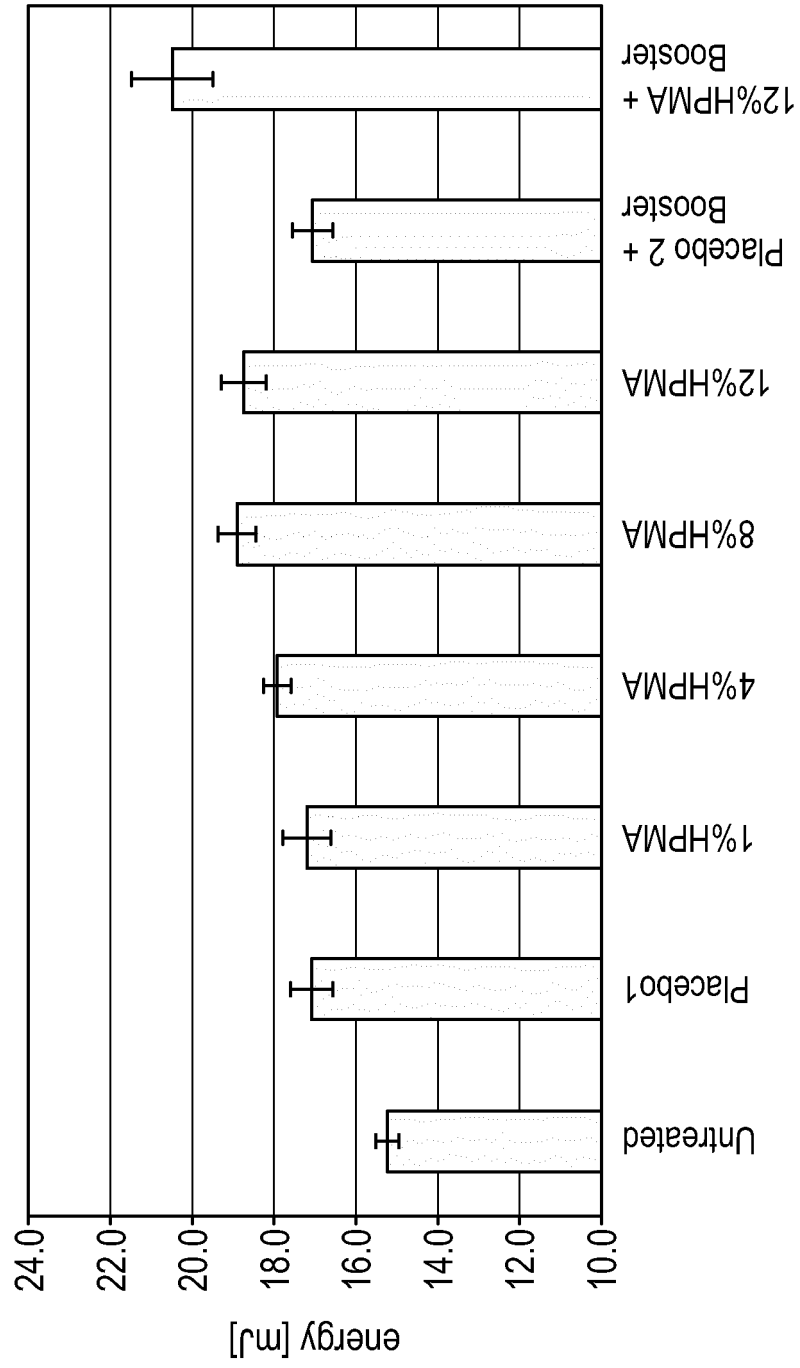 energy [mJ]
24.0
22.0
20.0
18.0
16.0
14.0
12.0
10.0
Untreated
Placebo1
1%HPMA
4%HPMA
8%HPMA
12%HPMA
Placebo 2 +
Booster
12%HPMA +
Booster